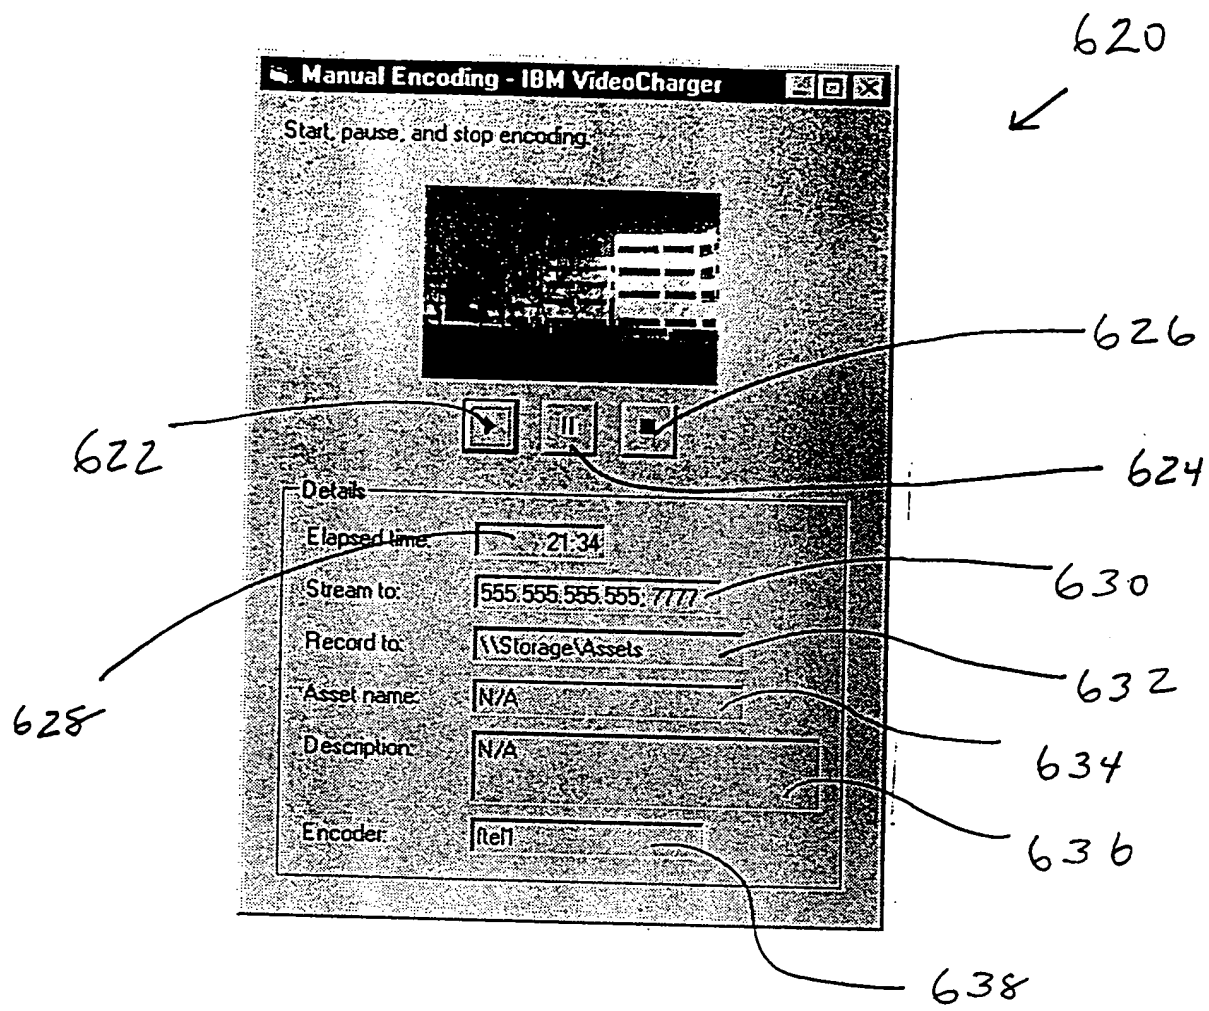 620
Manual Encoding - IBM VideoCharger
Start, pause, and stop encoding.
626
622
624
Details
Elapsed time: 21:34
Stream to: 555.555.555.555: 7777
630
Record to: \\Storage\Assets
632
Asset name: N/A
628
634
Description: N/A
636
Encoder: ftel1
638